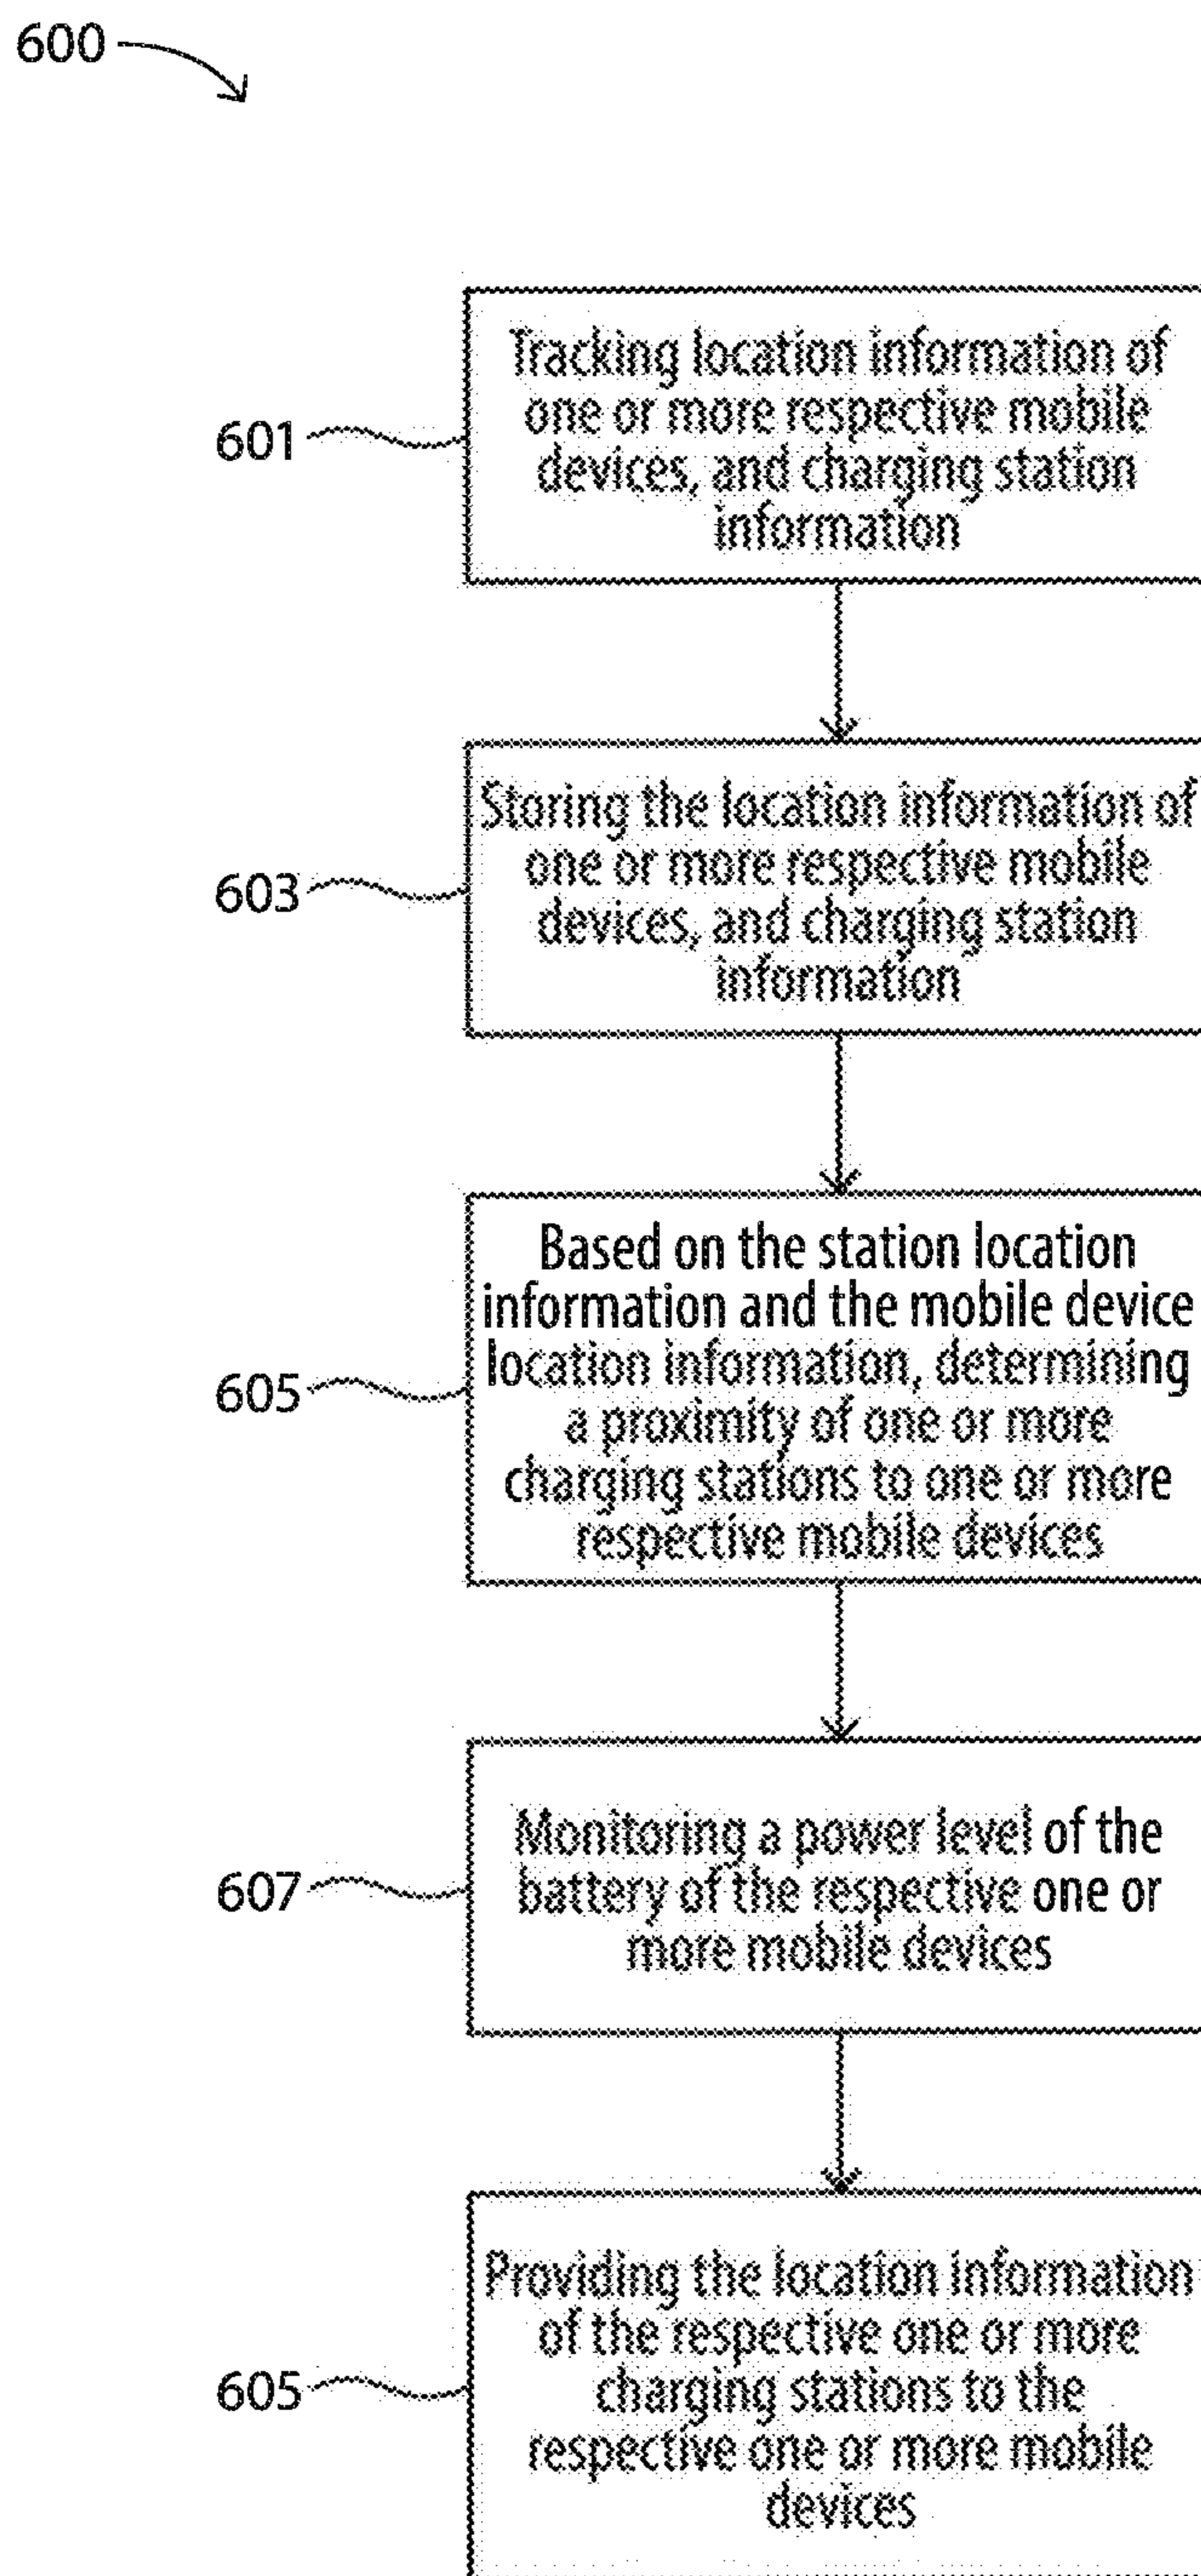 600
601
Tracking location information of
one or more respective mobile
devices, and charging station
information
603
Storing the location information of
one or more respective mobile
devices, and charging station
information
605
Based on the station location
information and the mobile device
location information, determining
a proximity of one or more
charging stations to one or more
respective mobile devices
607
Monitoring a power level of the
battery of the respective one or
more mobile devices
605
Providing the location information
of the respective one or more
charging stations to the
respective one or more mobile
devices